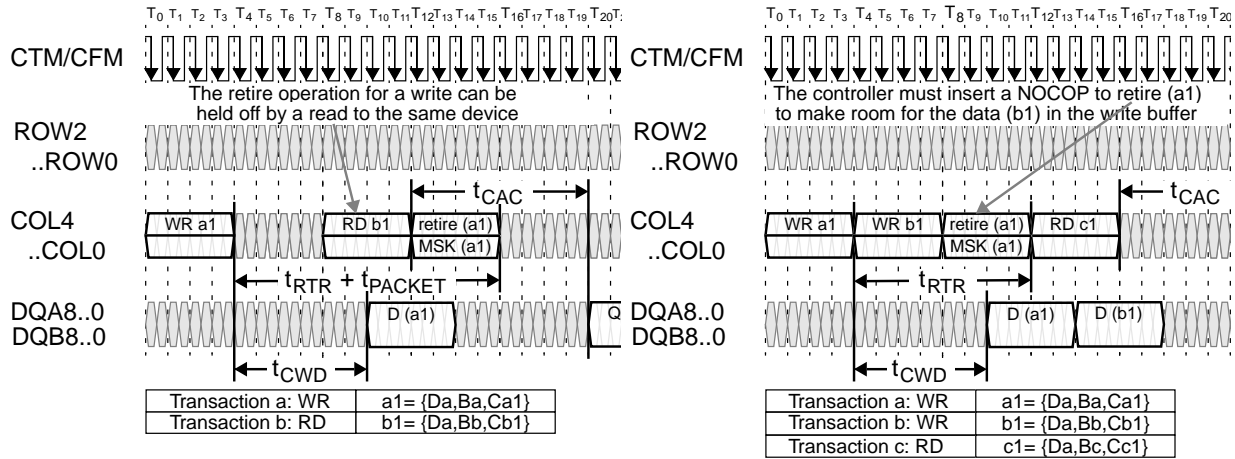 T0 T1 T2 T3 T4 T5 T6 T7 T8 T9 T10 T11 T12 T13 T14 T15 T16 T17 T18 T19 T20
CTM/CFM
The retire operation for a write can be
held off by a read to the same device
ROW2
..ROW0
tCAC
COL4
..COL0
WR a1
RD b1
retire (a1)
MSK (a1)
tRTR + tPACKET
DQA8..0
DQB8..0
D (a1)
Q
tCWD
Transaction a: WR a1= {Da,Ba,Ca1}
Transaction b: RD b1= {Da,Bb,Cb1}
T0 T1 T2 T3 T4 T5 T6 T7 T8 T9 T10 T11 T12 T13 T14 T15 T16 T17 T18 T19 T20
CTM/CFM
The controller must insert a NOCOP to retire (a1)
to make room for the data (b1) in the write buffer
ROW2
..ROW0
tCAC
COL4
..COL0
WR a1
WR b1
retire (a1)
RD c1
MSK (a1)
tRTR
DQA8..0
DQB8..0
D (a1)
D (b1)
tCWD
Transaction a: WR a1= {Da,Ba,Ca1}
Transaction b: WR b1= {Da,Bb,Cb1}
Transaction c: RD c1= {Da,Bc,Cc1}